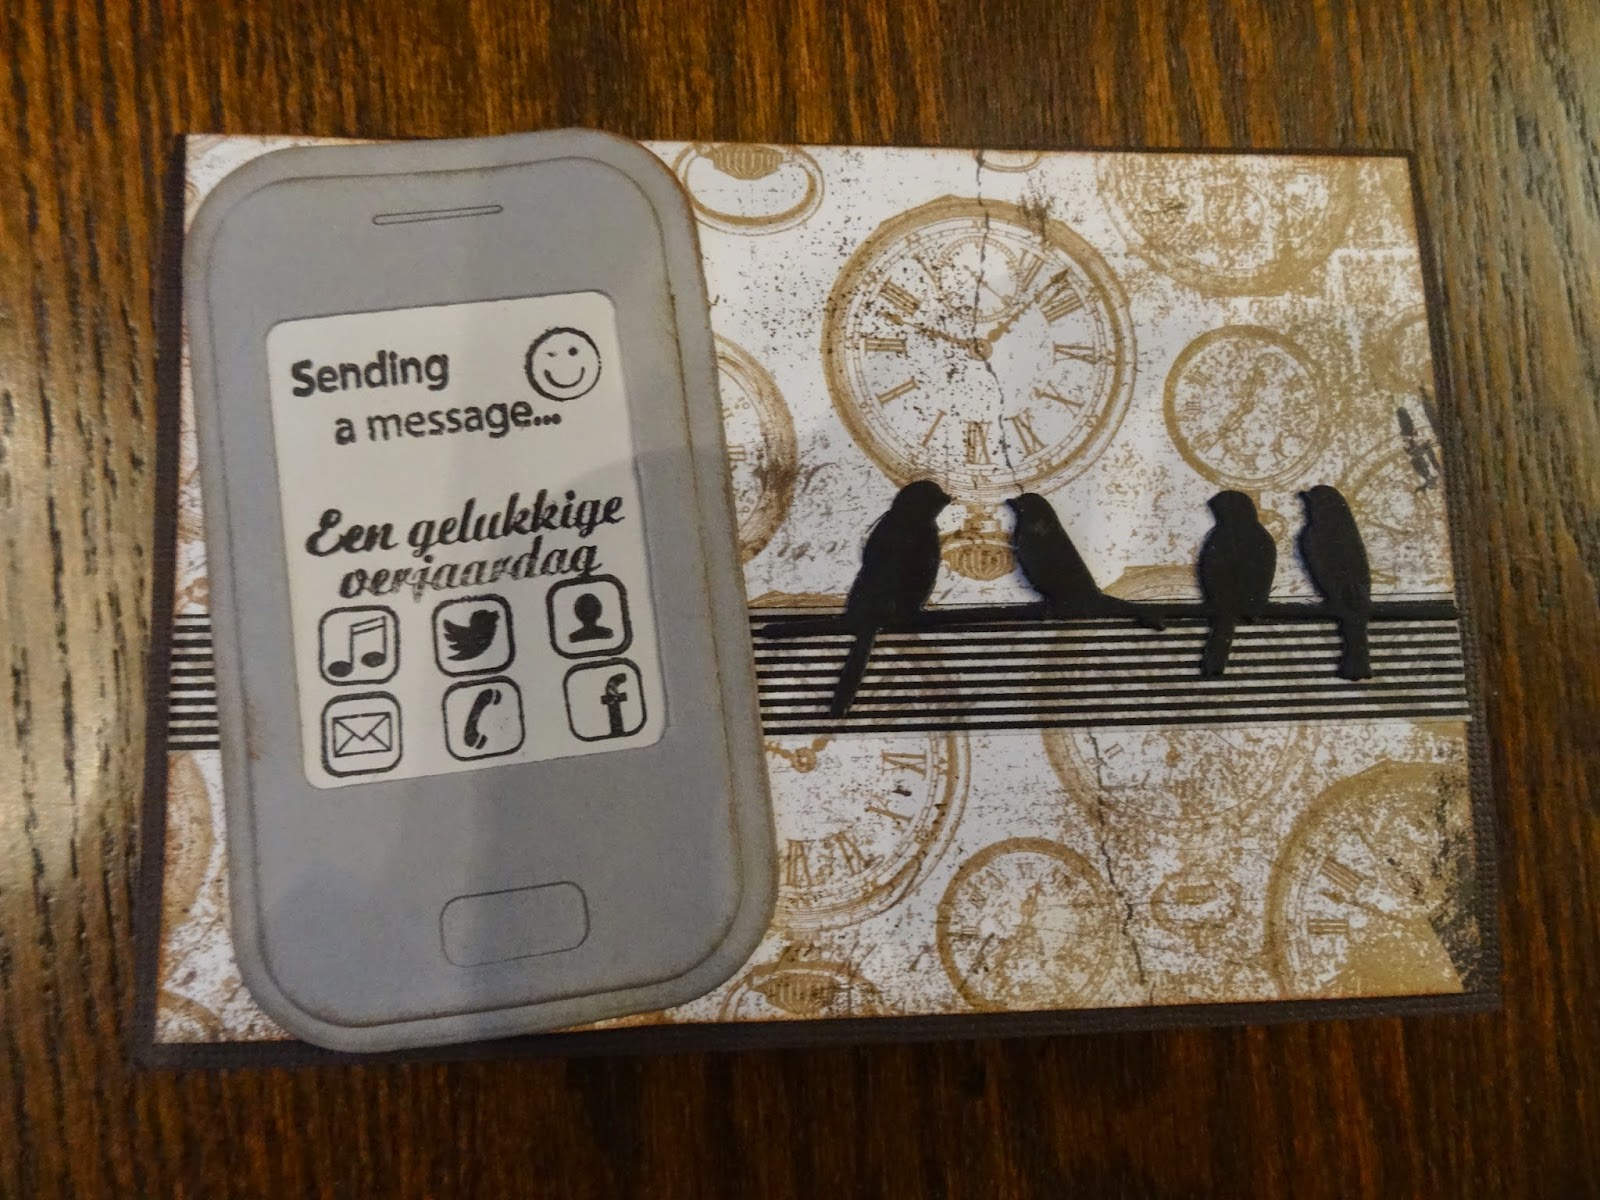 Sending
a message...
Een gelukkige
verjaardag